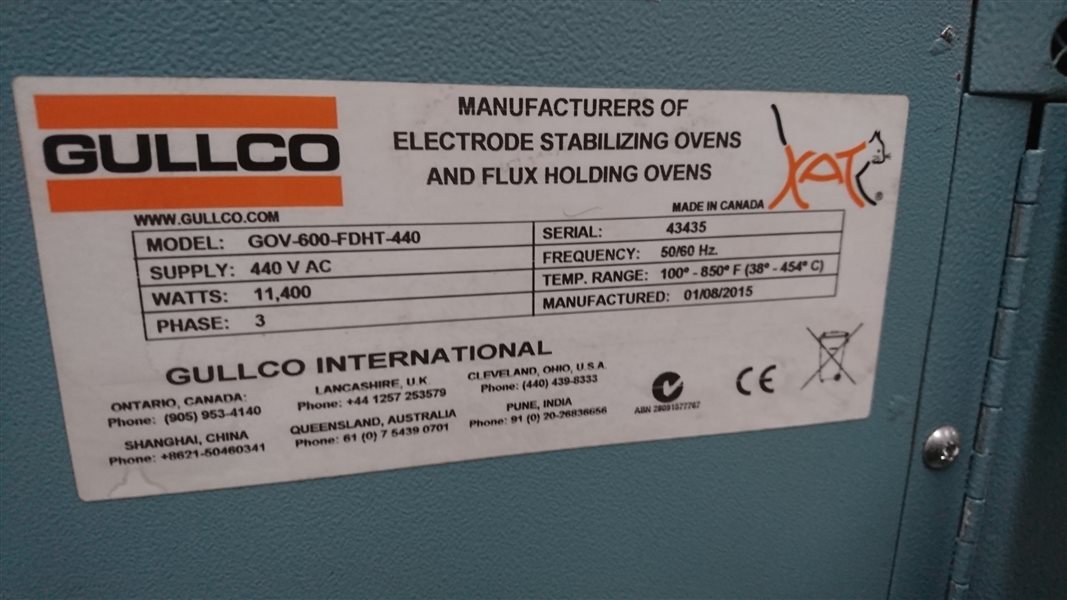 GULLCO
WWW.GULLCO.COM
MANUFACTURERS OF
ELECTRODE STABILIZING OVENS
AND FLUX HOLDING OVENS
KAT
®
MADE IN CANADA
MODEL: GOV-600-FDHT-440
SUPPLY: 440 V AC
WATTS: 11,400
PHASE: 3
SERIAL: 43435
FREQUENCY: 50/60 Hz.
TEMP. RANGE: 100° - 850° F (38° - 454° C)
MANUFACTURED: 01/08/2015
GULLCO INTERNATIONAL
ONTARIO, CANADA:
Phone: (905) 953-4140
LANCASHIRE, U.K.
Phone: +44 1257 253579
CLEVELAND, OHIO, U.S.A.
Phone: (440) 439-8333
SHANGHAI, CHINA
Phone: +8621-50460341
QUEENSLAND, AUSTRALIA
Phone: 61 (0) 7 5439 0701
PUNE, INDIA
Phone: 91 (0) 20-26836656
ABN
CE